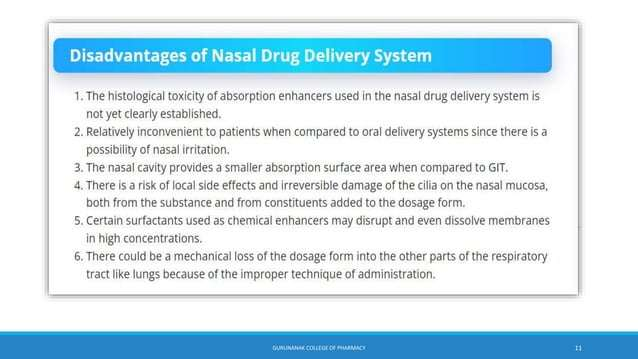 Disadvantages of Nasal Drug Delivery System
1. The histological toxicity of absorption enhancers used in the nasal drug delivery system is
not yet clearly established.
2. Relatively inconvenient to patients when compared to oral delivery systems since there is a
possibility of nasal irritation.
3. The nasal cavity provides a smaller absorption surface area when compared to GIT.
4. There is a risk of local side effects and irreversible damage of the cilia on the nasal mucosa,
both from the substance and from constituents added to the dosage form.
5. Certain surfactants used as chemical enhancers may disrupt and even dissolve membranes
in high concentrations.
6. There could be a mechanical loss of the dosage form into the other parts of the respiratory
tract like lungs because of the improper technique of administration.
GURUNANAK COLLEGE OF PHARMACY
11